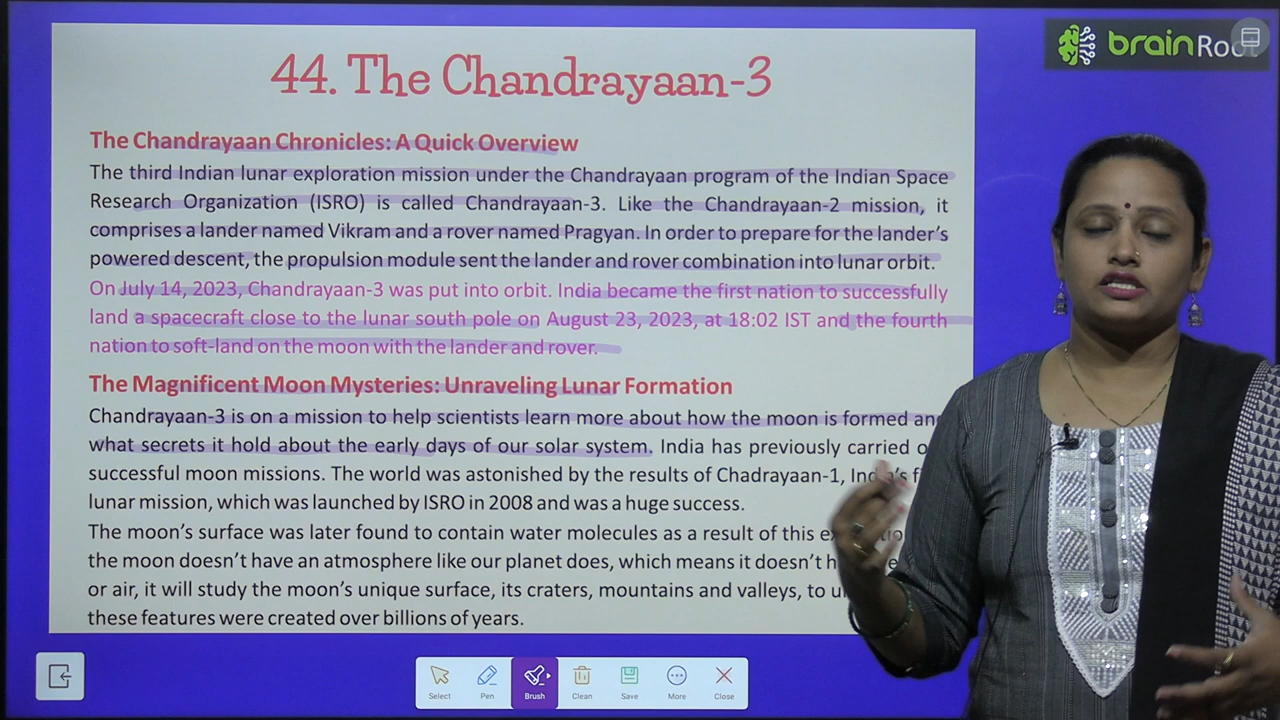 brainRoot
44. The Chandrayaan-3
The Chandrayaan Chronicles: A Quick Overview
The third Indian lunar exploration mission under the Chandrayaan program of the Indian Space
Research Organization (ISRO) is called Chandrayaan-3. Like the Chandrayaan-2 mission, it
comprises a lander named Vikram and a rover named Pragyan. In order to prepare for the lander's
powered descent, the propulsion module sent the lander and rover combination into lunar orbit.
On July 14, 2023, Chandrayaan-3 was put into orbit. India became the first nation to successfully
land a spacecraft close to the lunar south pole on August 23, 2023, at 18:02 IST and the fourth
nation to soft-land on the moon with the lander and rover.
The Magnificent Moon Mysteries: Unraveling Lunar Formation
Chandrayaan-3 is on a mission to help scientists learn more about how the moon is formed and
what secrets it hold about the early days of our solar system. India has previously carried
successful moon missions. The world was astonished by the results of Chadrayaan-1, India's
lunar mission, which was launched by ISRO in 2008 and was a huge success.
The moon's surface was later found to contain water molecules as a result of this
the moon doesn't have an atmosphere like our planet does, which means it doesn't
or air, it will study the moon's unique surface, its craters, mountains and valleys, to
these features were created over billions of years.
Select Pen Brush Clean Save More Close